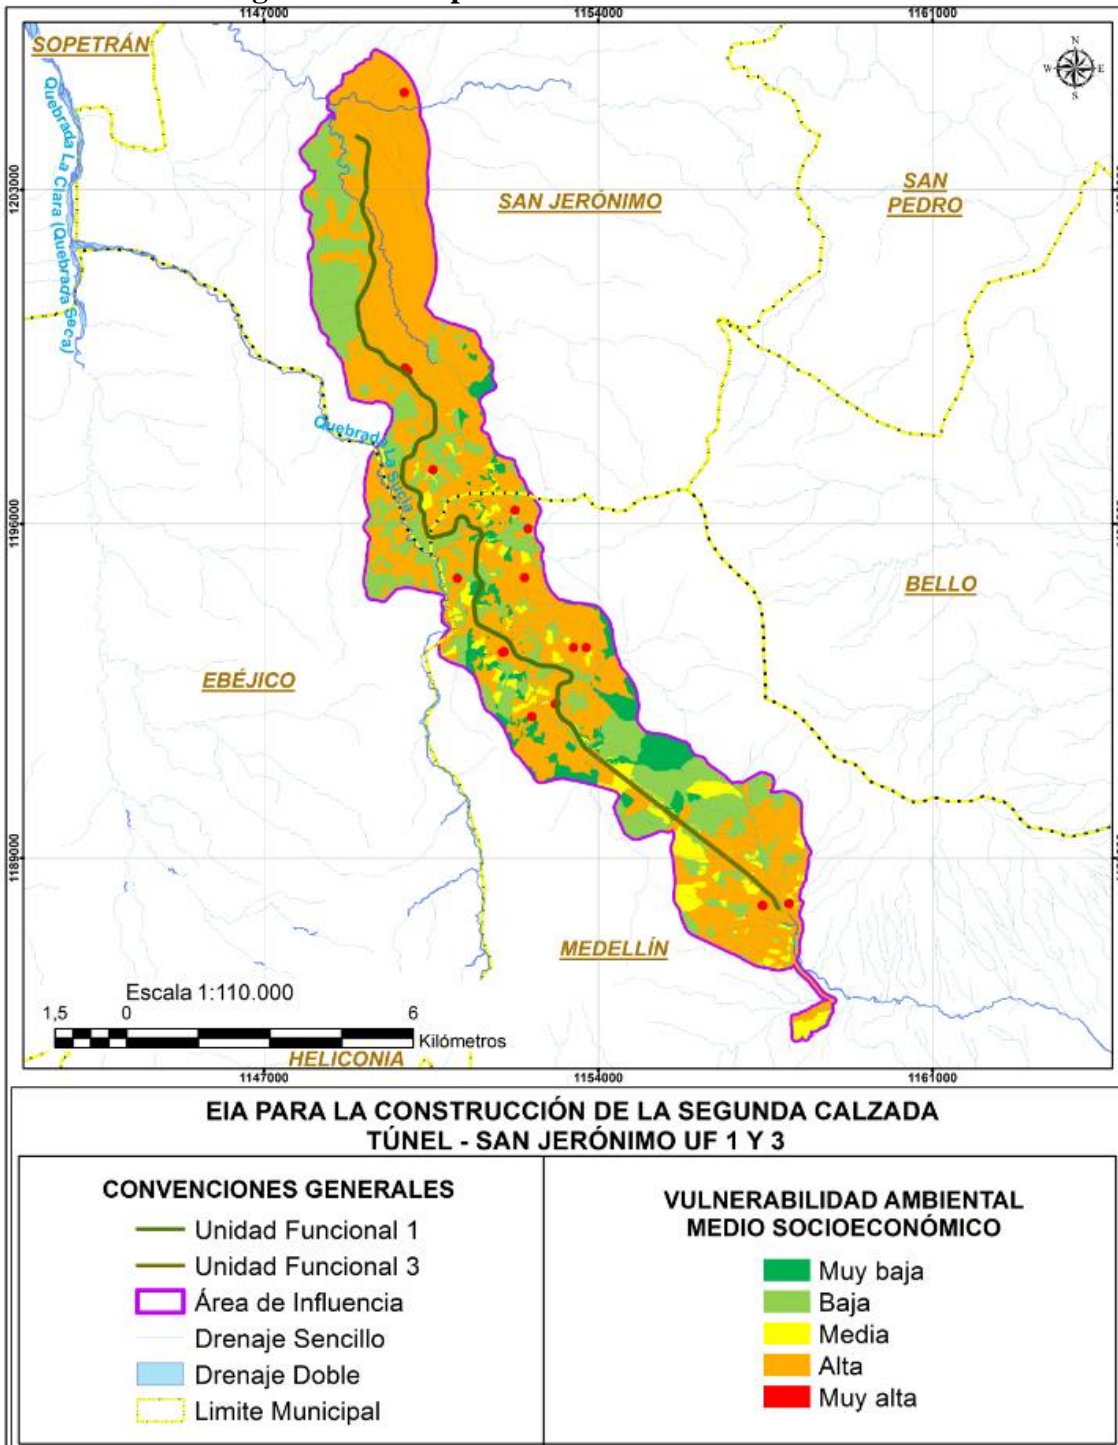 1147000
1154000
1161000
SOPETRÁN
N
W
E
S
Quebrada La Clara (Quebrada Seca)
1203000
SAN JERÓNIMO
SAN
PEDRO
Quebrada La Sucia
1196000
BELLO
EBÉJICO
1189000
MEDELLÍN
Escala 1:110.000
1,5 0 6
Kilómetros
HELICONIA
1147000
1154000
1161000
EIA PARA LA CONSTRUCCIÓN DE LA SEGUNDA CALZADA
TÚNEL - SAN JERÓNIMO UF 1 Y 3
CONVENCIONES GENERALES
Unidad Funcional 1
Unidad Funcional 3
Área de Influencia
Drenaje Sencillo
Drenaje Doble
Limite Municipal
VULNERABILIDAD AMBIENTAL
MEDIO SOCIOECONÓMICO
Muy baja
Baja
Media
Alta
Muy alta